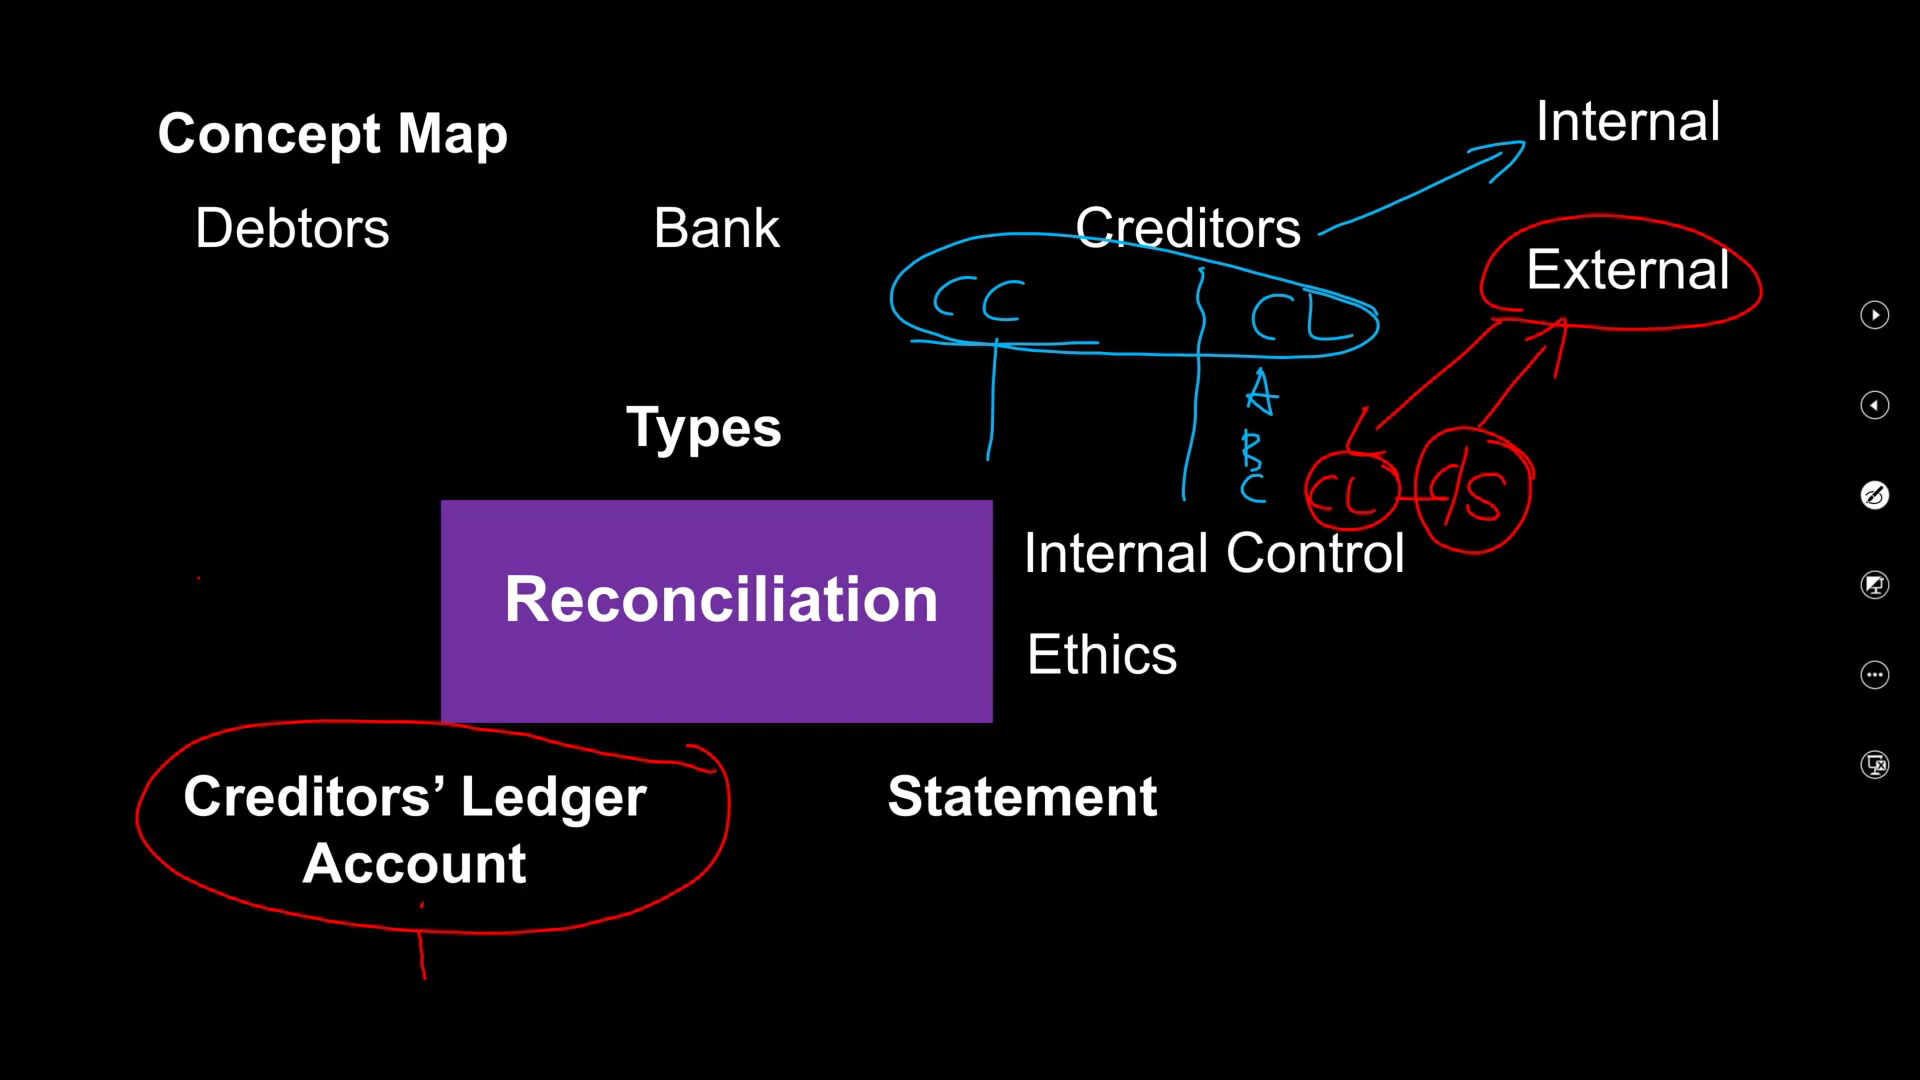 Concept Map
Internal
Debtors
Bank
Creditors
External
CC
CL
A
B
C
Types
CL
C/S
Reconciliation
Internal Control
Ethics
Creditors’ Ledger
Account
Statement